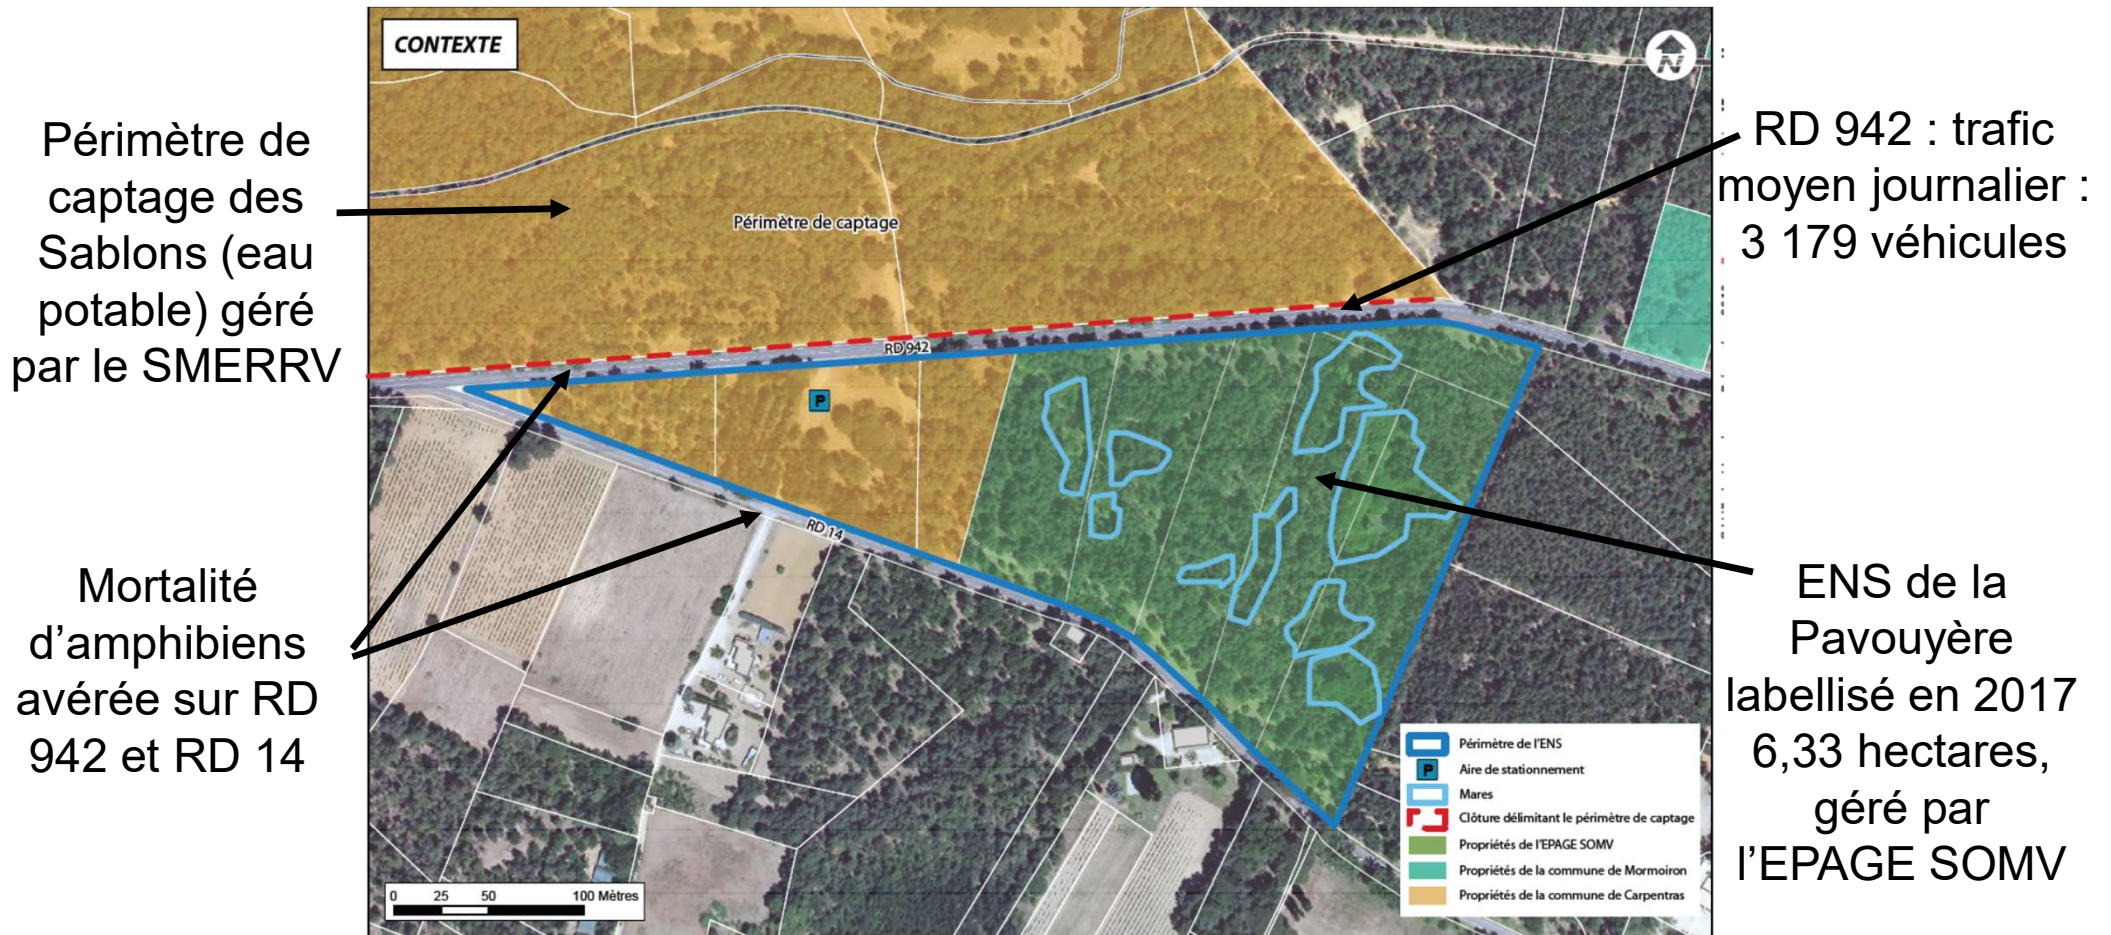 CONTEXTE
N
Périmètre de
captage des
Sablons (eau
potable) géré
par le SMERRV
Périmètre de captage
RD 942 : trafic
moyen journalier :
3 179 véhicules
RD 942
P
RD 14
Mortalité
d’amphibiens
avérée sur RD
942 et RD 14
ENS de la
Pavouyère
labellisé en 2017
6,33 hectares,
géré par
l’EPAGE SOMV
Périmètre de l'ENS
P Aire de stationnement
Mares
Clôture délimitant le périmètre de captage
Propriétés de l'EPAGE SOMV
Propriétés de la commune de Mormoiron
Propriétés de la commune de Carpentras
0 25 50 100 Mètres